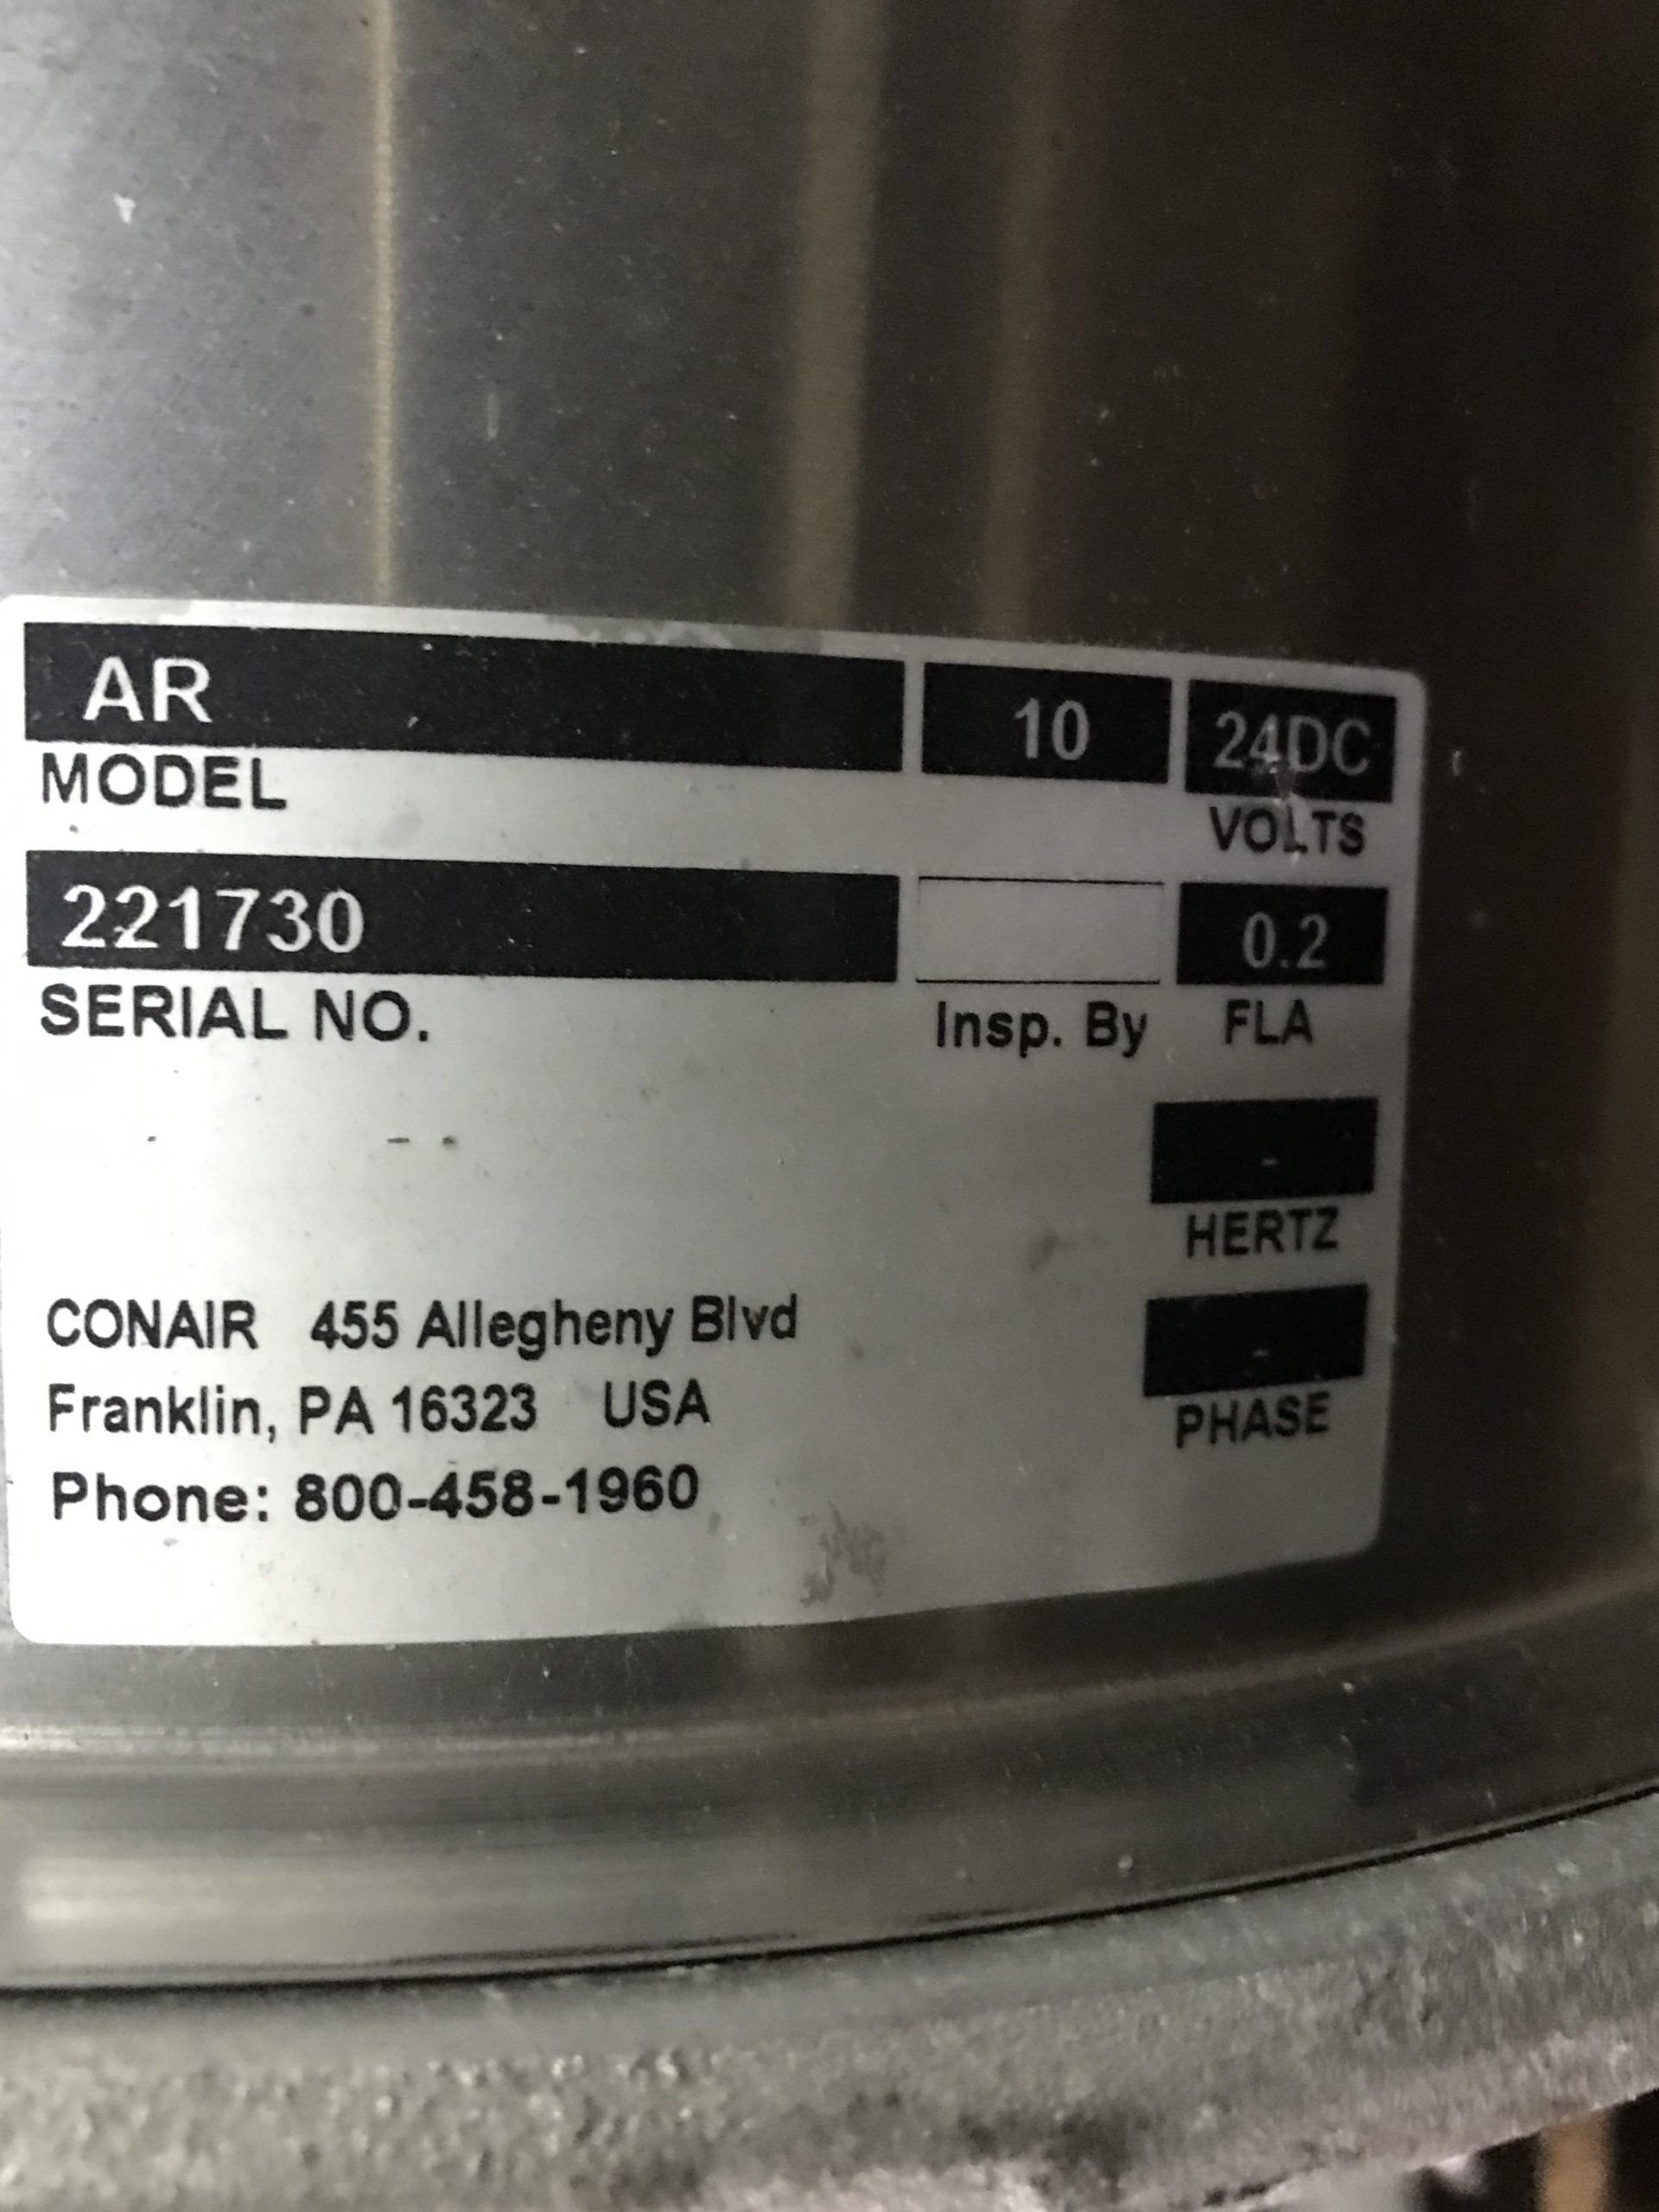 AR 10 24DC
MODEL VOLTS
221730 0.2
SERIAL NO. Insp. By FLA
-
HERTZ
CONAIR 455 Allegheny Blvd
-
Franklin, PA 16323 USA
PHASE
Phone: 800-458-1960